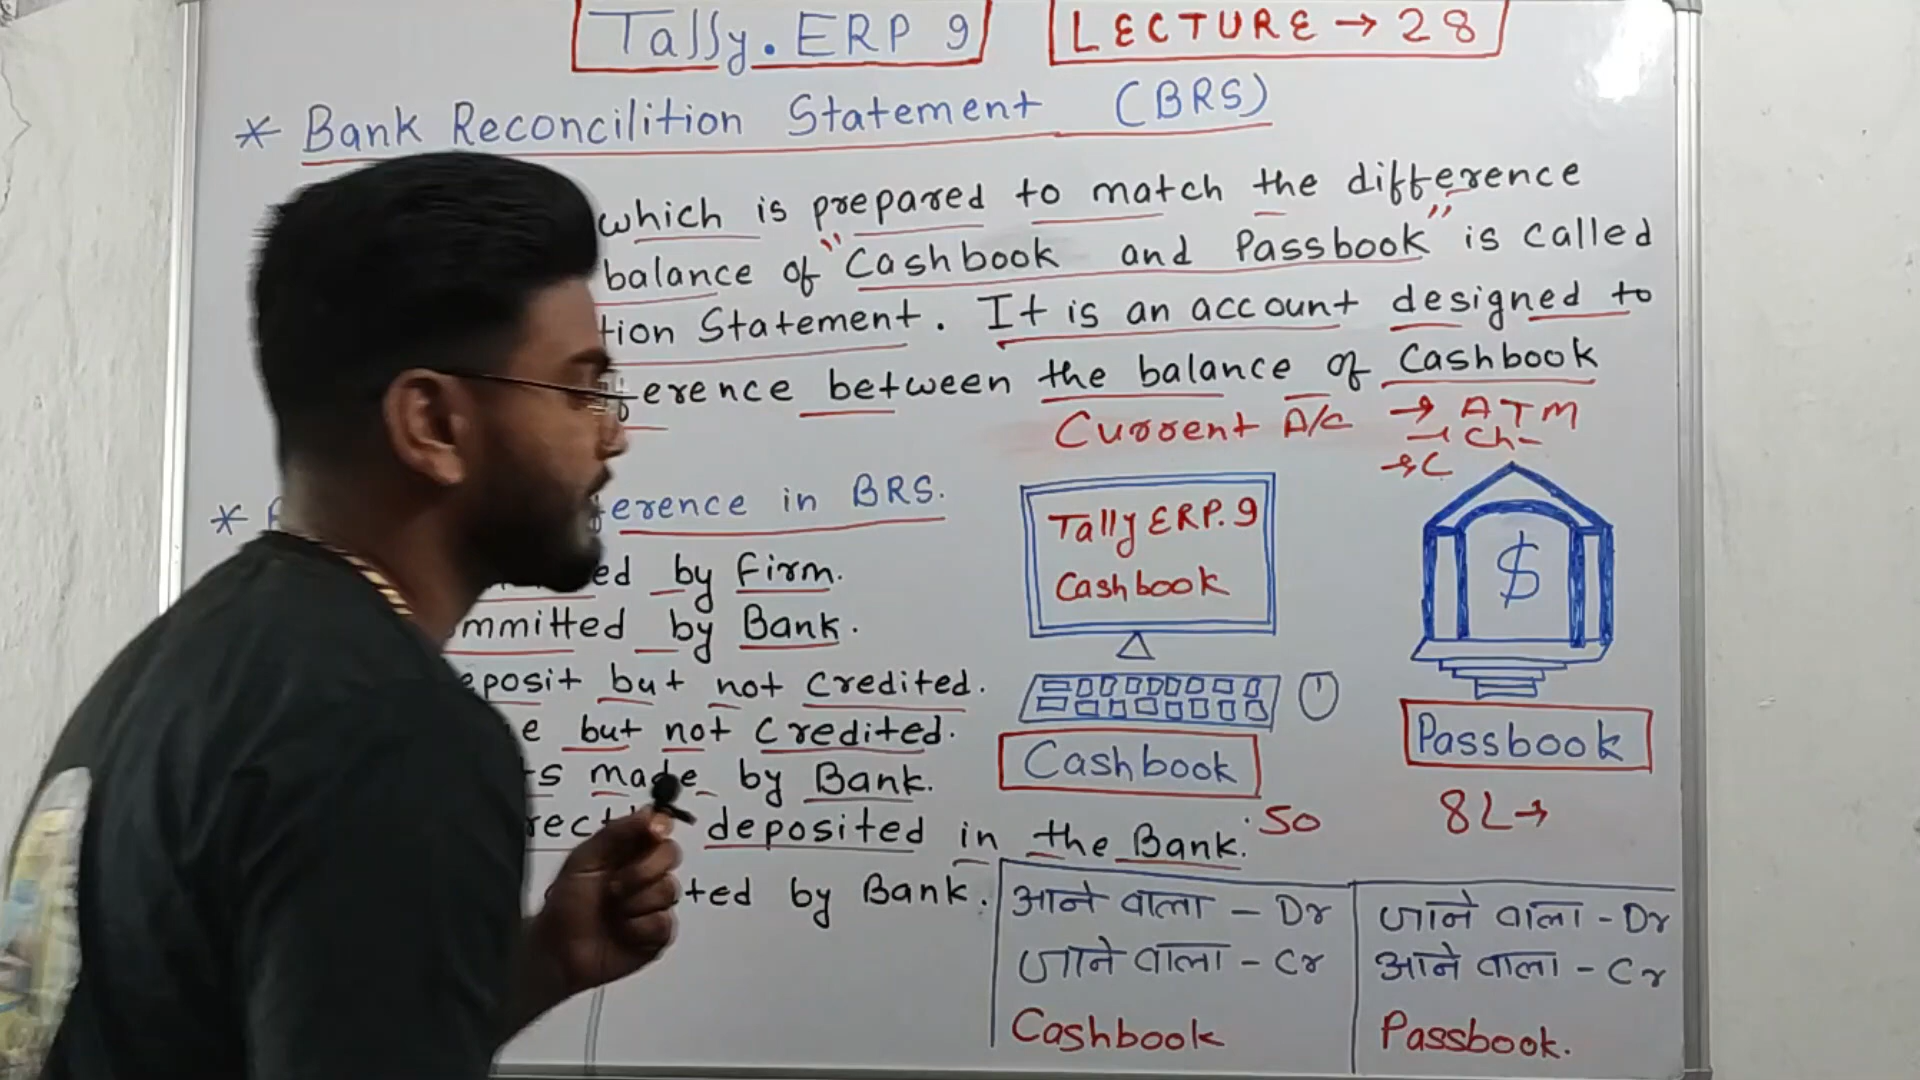 Tally.ERP 9
LECTURE → 28
* Bank Reconcilition Statement (BRS)
which is prepared to match the difference
balance of "Cashbook and Passbook" is called
tion Statement. It is an account designed to
erence between the balance of Cashbook
Current A/c → ATM
→ Ch-
→ C
* erence in BRS.
ed by Firm.
mmitted by Bank.
eposit but not Credited.
e but not Credited.
ts made by Bank.
rect deposited in the Bank.
ted by Bank.
Tally ERP.9
Cashbook
Cashbook
$
Passbook
50
8L→
आने वाला - Dr
जाने वाला - Cr
Cashbook
जाने वाला - Dr
आने वाला - Cr
Passbook.